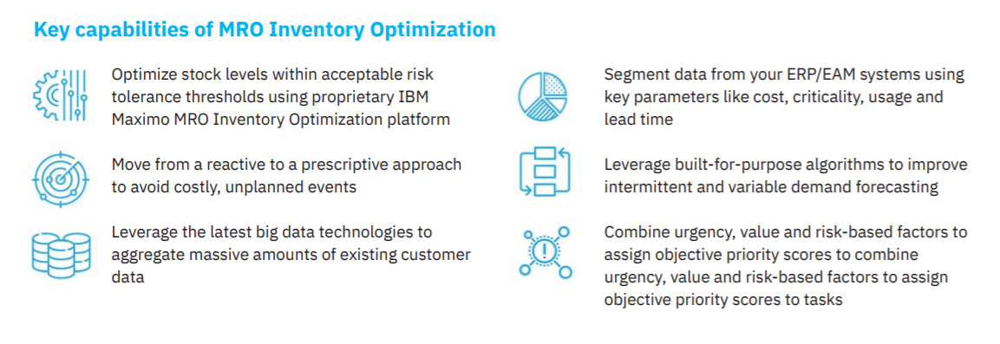 Key capabilities of MRO Inventory Optimization
Optimize stock levels within acceptable risk
tolerance thresholds using proprietary IBM
Maximo MRO Inventory Optimization platform
Move from a reactive to a prescriptive approach
to avoid costly, unplanned events
Leverage the latest big data technologies to
aggregate massive amounts of existing customer
data
Segment data from your ERP/EAM systems using
key parameters like cost, criticality, usage and
lead time
Leverage built-for-purpose algorithms to improve
intermittent and variable demand forecasting
Combine urgency, value and risk-based factors to
assign objective priority scores to combine
urgency, value and risk-based factors to assign
objective priority scores to tasks